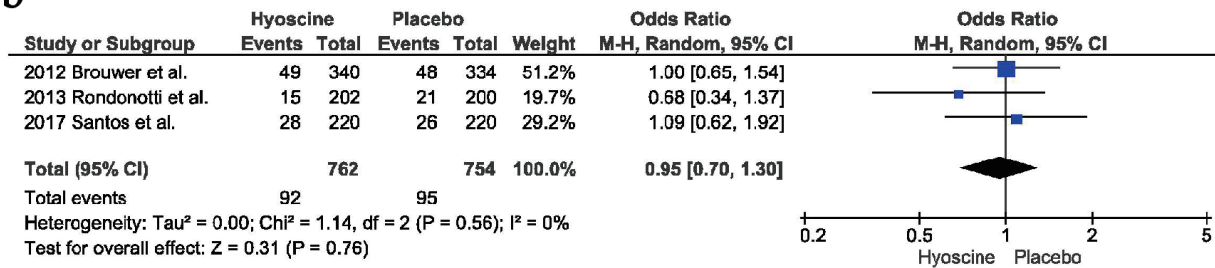 b
Hyoscine Placebo Odds Ratio Odds Ratio
Study or Subgroup Events Total Events Total Weight M-H, Random, 95% CI M-H, Random, 95% CI
2012 Brouwer et al. 49 340 48 334 51.2% 1.00 [0.65, 1.54]
2013 Rondonotti et al. 15 202 21 200 19.7% 0.68 [0.34, 1.37]
2017 Santos et al. 28 220 26 220 29.2% 1.09 [0.62, 1.92]
Total (95% CI) 762 754 100.0% 0.95 [0.70, 1.30]
Total events 92 95
Heterogeneity: Tau² = 0.00; Chi² = 1.14, df = 2 (P = 0.56); I² = 0%
Test for overall effect: Z = 0.31 (P = 0.76)
0.2 0.5 1 2 5
Hyoscine Placebo